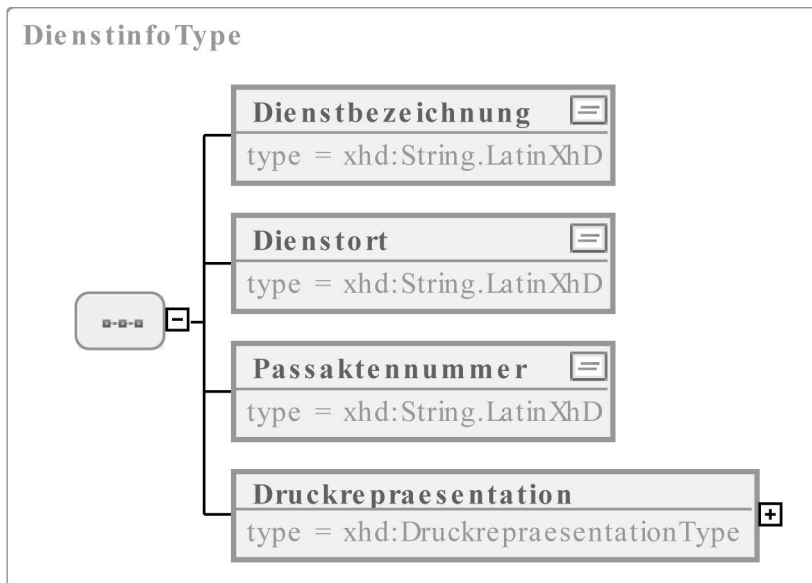 DienstinfoType
Dienstbezeichnung
type = xhd:String.LatinXhD
Dienstort
type = xhd:String.LatinXhD
Passaktennummer
type = xhd:String.LatinXhD
Druckrepraesentation
type = xhd:DruckrepraesentationType